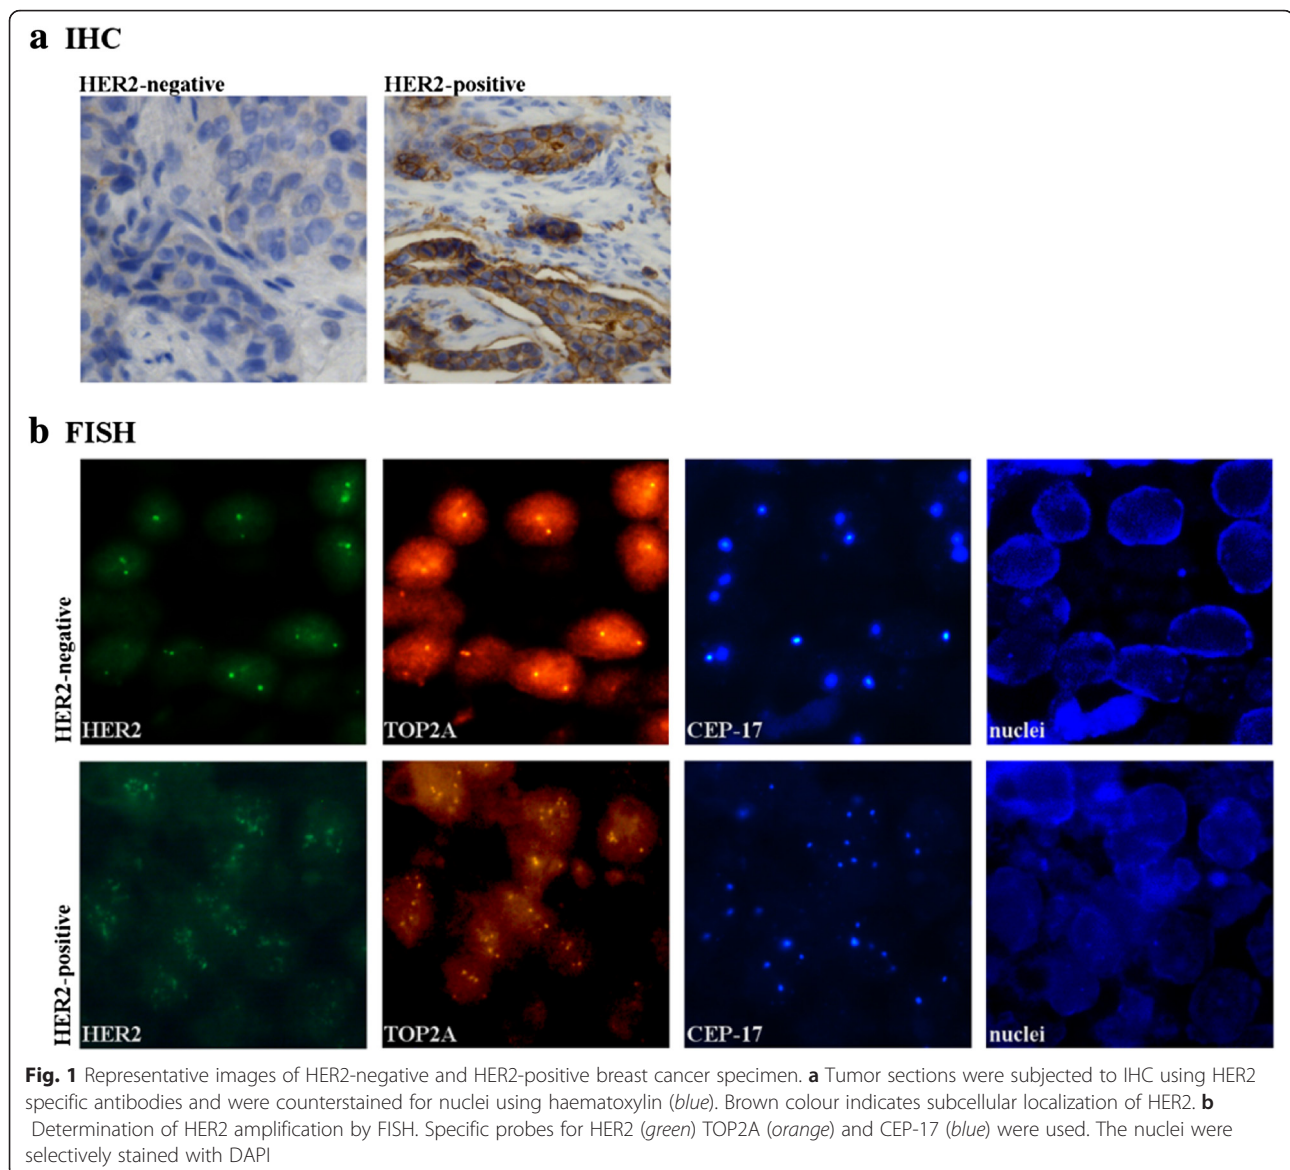 a IHC
HER2-negative HER2-positive
b FISH
HER2-negative
HER2 TOP2A CEP-17 nuclei
HER2-positive
HER2 TOP2A CEP-17 nuclei
Fig. 1 Representative images of HER2-negative and HER2-positive breast cancer specimen. a Tumor sections were subjected to IHC using HER2
specific antibodies and were counterstained for nuclei using haematoxylin (blue). Brown colour indicates subcellular localization of HER2. b
Determination of HER2 amplification by FISH. Specific probes for HER2 (green) TOP2A (orange) and CEP-17 (blue) were used. The nuclei were
selectively stained with DAPI